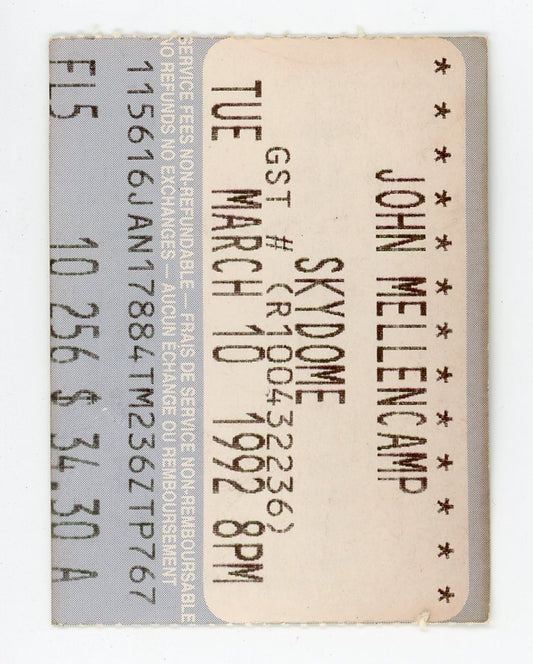 * * * * * * * * * * * * *
JOHN MELLENCAMP
SKYDOME
GST # (R100432236)
TUE MARCH 10 1992 8PM
SERVICE FEES NON-REFUNDABLE — FRAIS DE SERVICE NON-REMBOURSABLE
NO REFUNDS NO EXCHANGES — AUCUN ÉCHANGE OU REMBOURSEMENT
115616JAN17884TM236ZTP767
FL5 10 256 $ 34.30 A